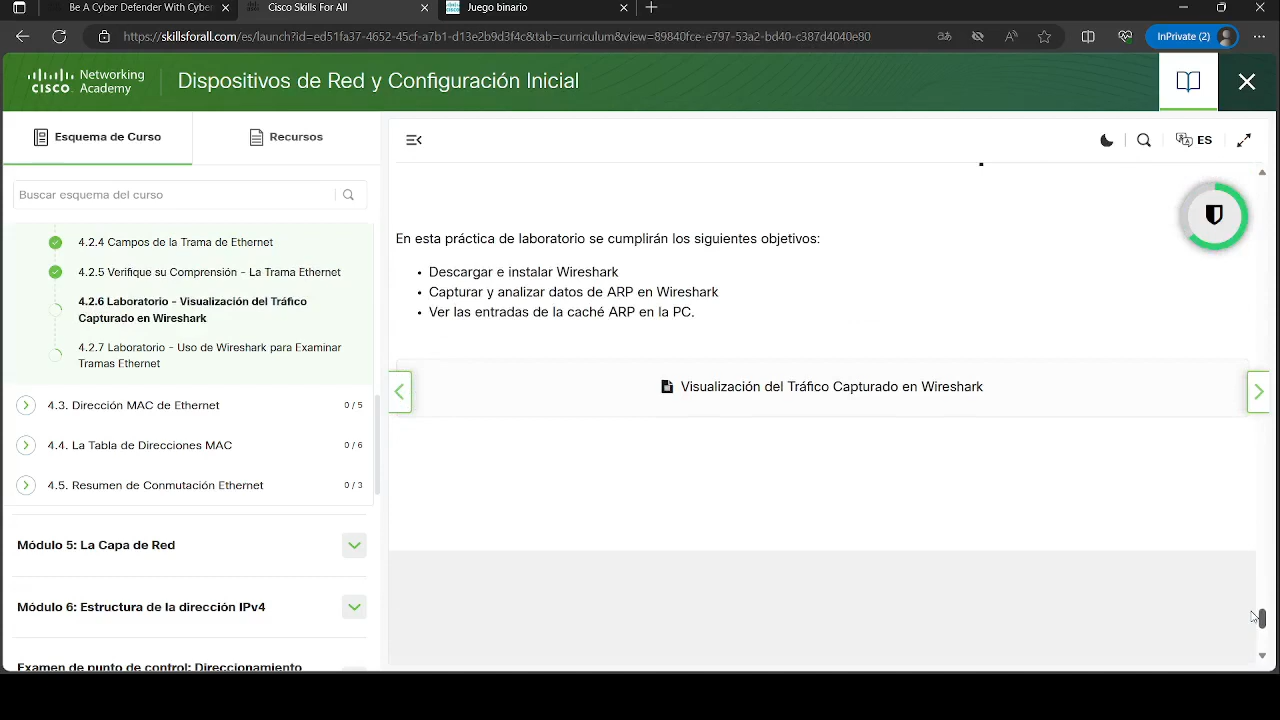 Be A Cyber Defender With Cyber
Cisco Skills For All
Juego binario
https://skillsforall.com/es/launch?id=ed51fa37-4652-45cf-a7b1-d13e2b9d3f4c&tab=curriculum&view=89840fce-e797-53a2-bd40-c387d4040e80
InPrivate (2)
Networking
CISCO Academy
Dispositivos de Red y Configuración Inicial
Esquema de Curso
Recursos
ES
Buscar esquema del curso
4.2.4 Campos de la Trama de Ethernet
4.2.5 Verifique su Comprensión - La Trama Ethernet
4.2.6 Laboratorio - Visualización del Tráfico
Capturado en Wireshark
4.2.7 Laboratorio - Uso de Wireshark para Examinar
Tramas Ethernet
4.3. Dirección MAC de Ethernet 0 / 5
4.4. La Tabla de Direcciones MAC 0 / 6
4.5. Resumen de Conmutación Ethernet 0 / 3
Módulo 5: La Capa de Red
Módulo 6: Estructura de la dirección IPv4
Examen de punto de control: Direccionamiento
En esta práctica de laboratorio se cumplirán los siguientes objetivos:
• Descargar e instalar Wireshark
• Capturar y analizar datos de ARP en Wireshark
• Ver las entradas de la caché ARP en la PC.
Visualización del Tráfico Capturado en Wireshark